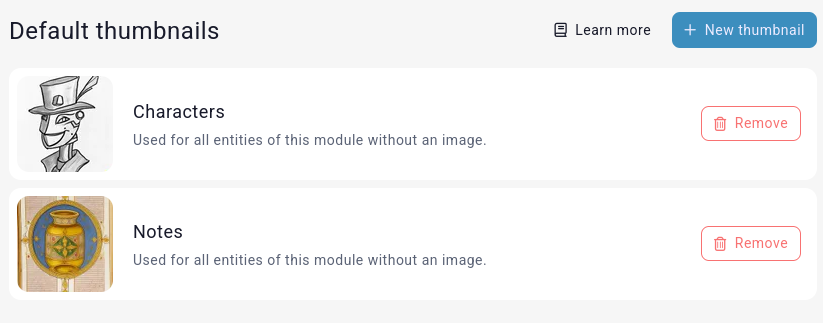 Default thumbnails
Learn more
New thumbnail
Characters
Used for all entities of this module without an image.
Remove
Notes
Used for all entities of this module without an image.
Remove